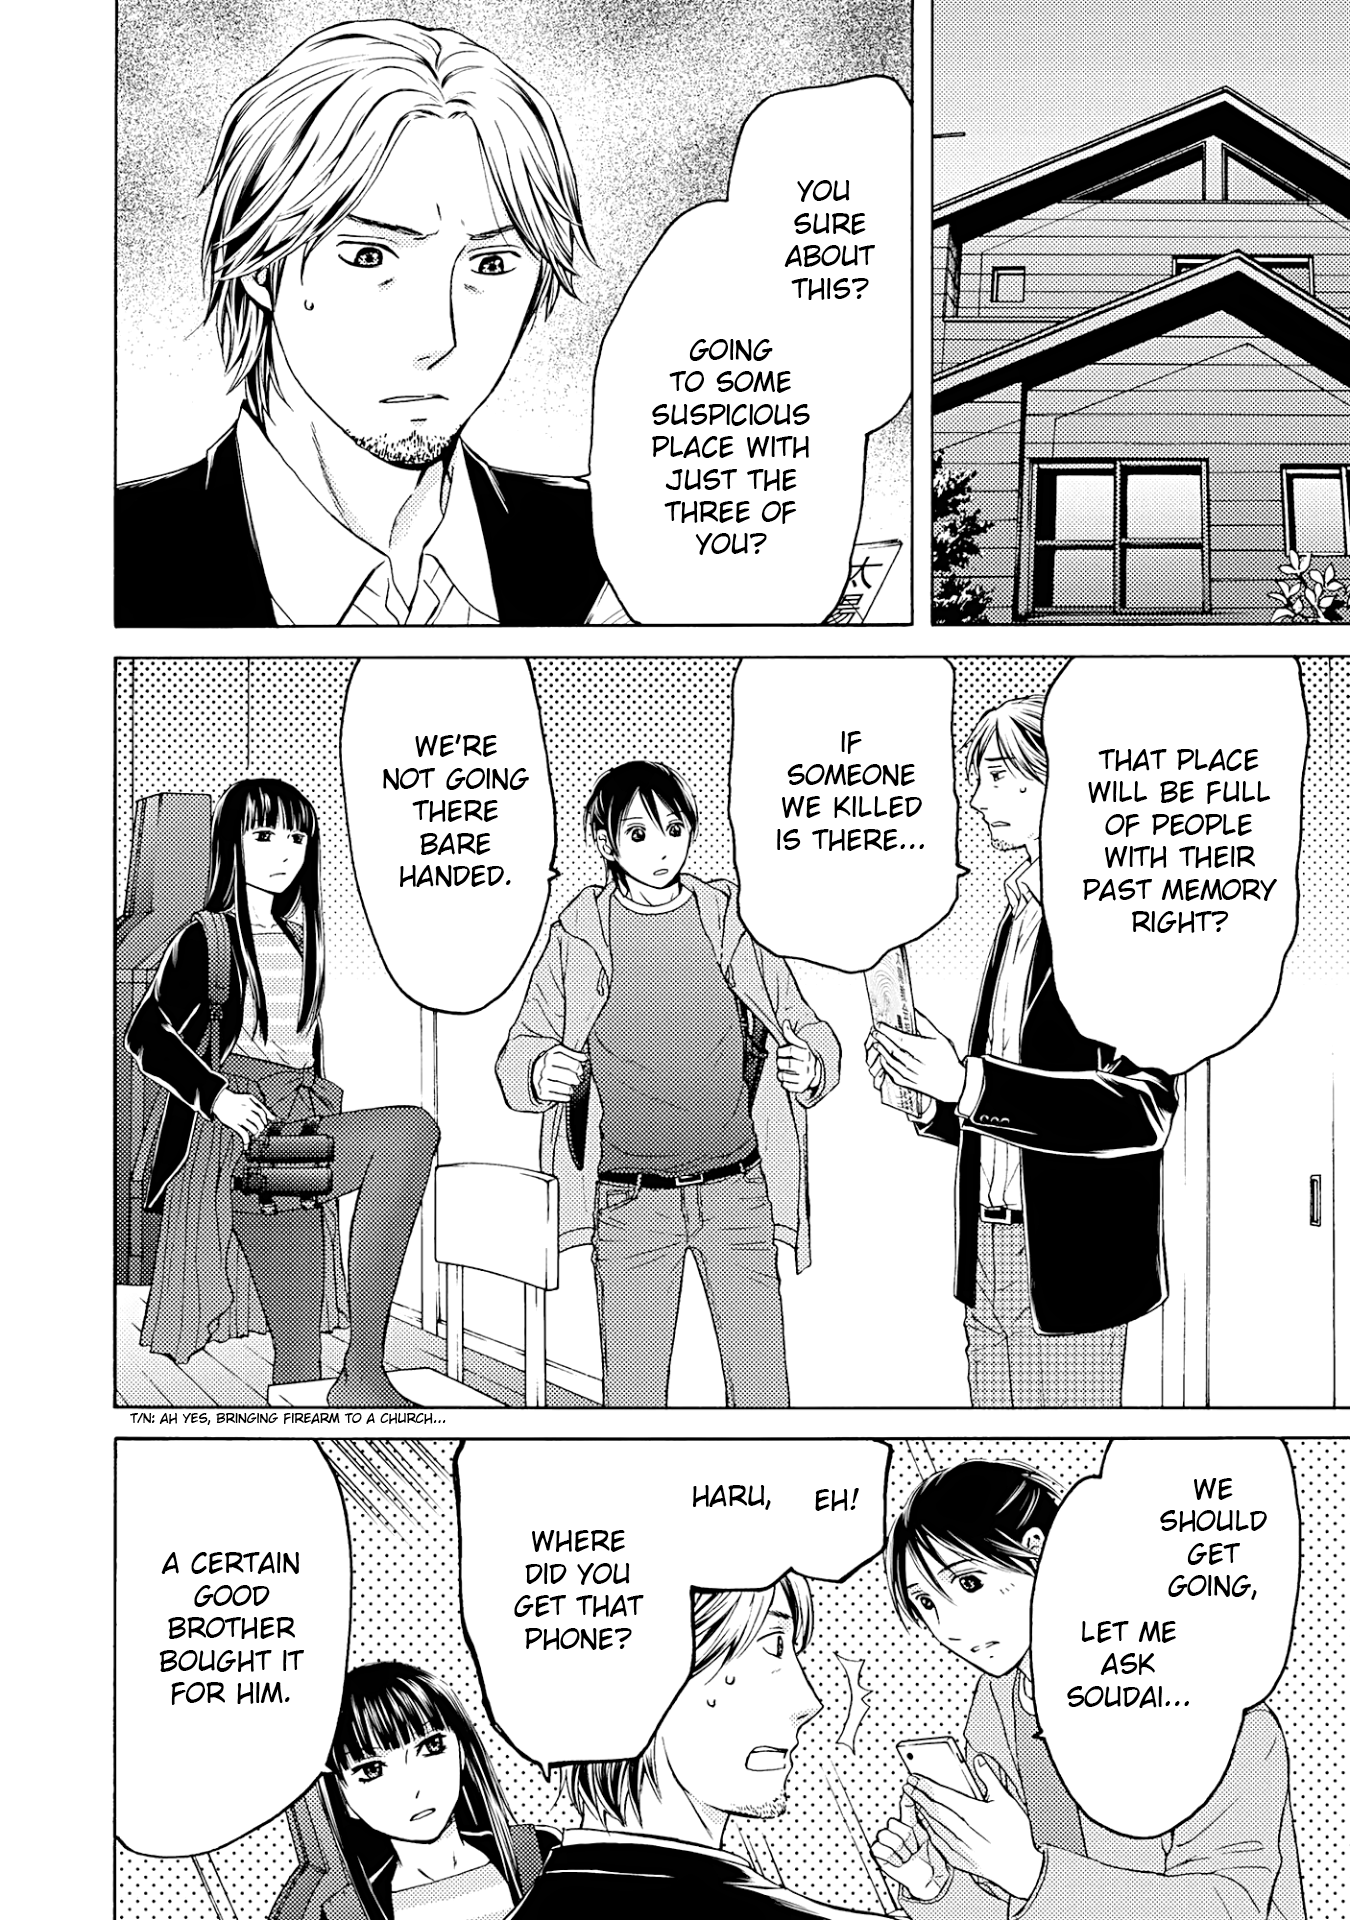 YOU
SURE
ABOUT
THIS?
GOING
TO SOME
SUSPICIOUS
PLACE WITH
JUST THE
THREE OF
YOU?
太
THAT PLACE
WILL BE FULL
OF PEOPLE
WITH THEIR
PAST MEMORY
RIGHT?
IF
SOMEONE
WE KILLED
IS THERE...
WE'RE
NOT GOING
THERE
BARE
HANDED.
T/N: AH YES, BRINGING FIREARM TO A CHURCH...
WE
SHOULD
GET
GOING,
LET ME
ASK
SOUDAI...
EH!
HARU,
WHERE
DID YOU
GET THAT
PHONE?
A CERTAIN
GOOD
BROTHER
BOUGHT IT
FOR HIM.